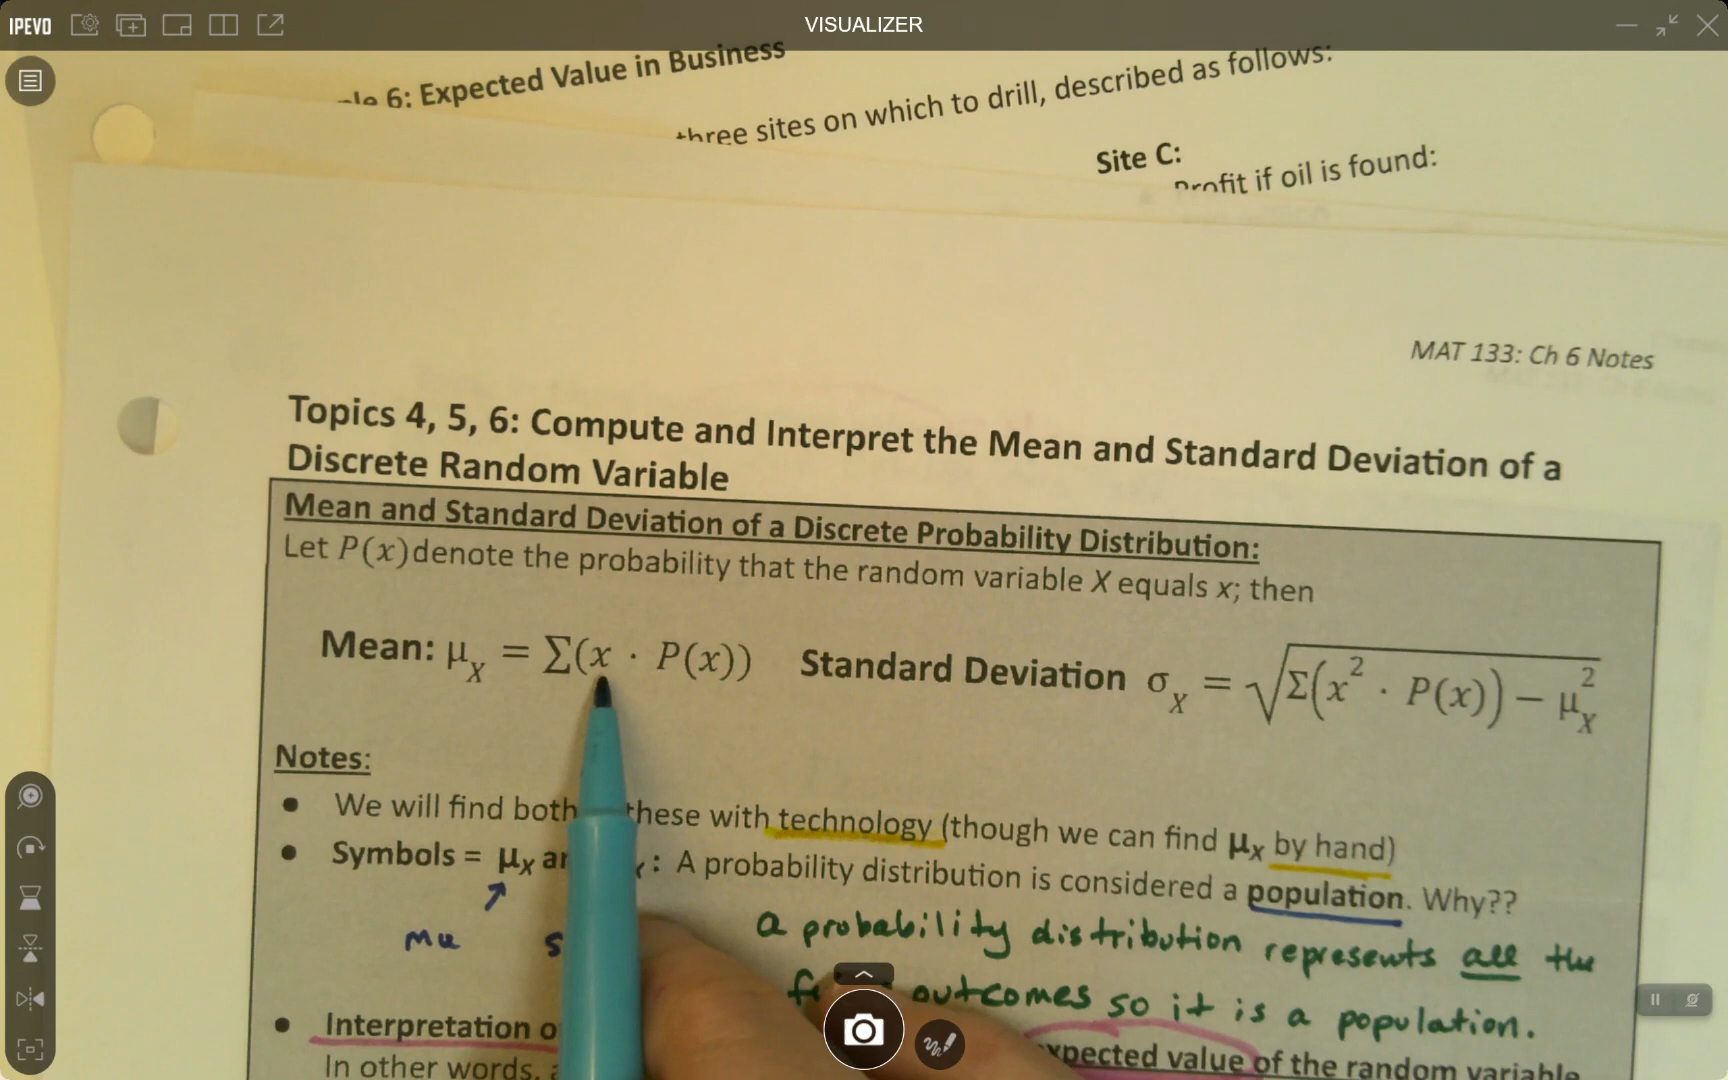 IPEVO
VISUALIZER
6: Expected Value in Business
three sites on which to drill, described as follows:
Site C:
Profit if oil is found:
MAT 133: Ch 6 Notes
Topics 4, 5, 6: Compute and Interpret the Mean and Standard Deviation of a
Discrete Random Variable
Mean and Standard Deviation of a Discrete Probability Distribution:
Let P(x)denote the probability that the random variable X equals x; then
Mean: μ_X = Σ(x · P(x)) Standard Deviation σ_X = √(Σ(x² · P(x)) − μ_X²)
Notes:
• We will find both these with technology (though we can find μ_X by hand)
• Symbols = μ_X : A probability distribution is considered a population. Why??
mu a probability distribution represents all the
outcomes so it is a population.
• Interpretation expected value of the random variable
In other words,